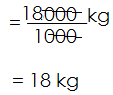 =18000 kg
1000
= 18 kg